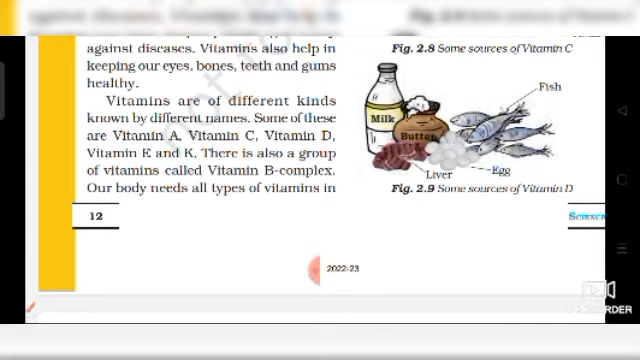 against diseases. Vitamins also help in
keeping our eyes, bones, teeth and gums
healthy.
Vitamins are of different kinds
known by different names. Some of these
are Vitamin A, Vitamin C, Vitamin D,
Vitamin E and K. There is also a group
of vitamins called Vitamin B-complex.
Our body needs all types of vitamins in
12
Fig. 2.8 Some sources of Vitamin C
Fish
Milk
Butter
Egg
Liver
Fig. 2.9 Some sources of Vitamin D
SCIENCE
2022-23